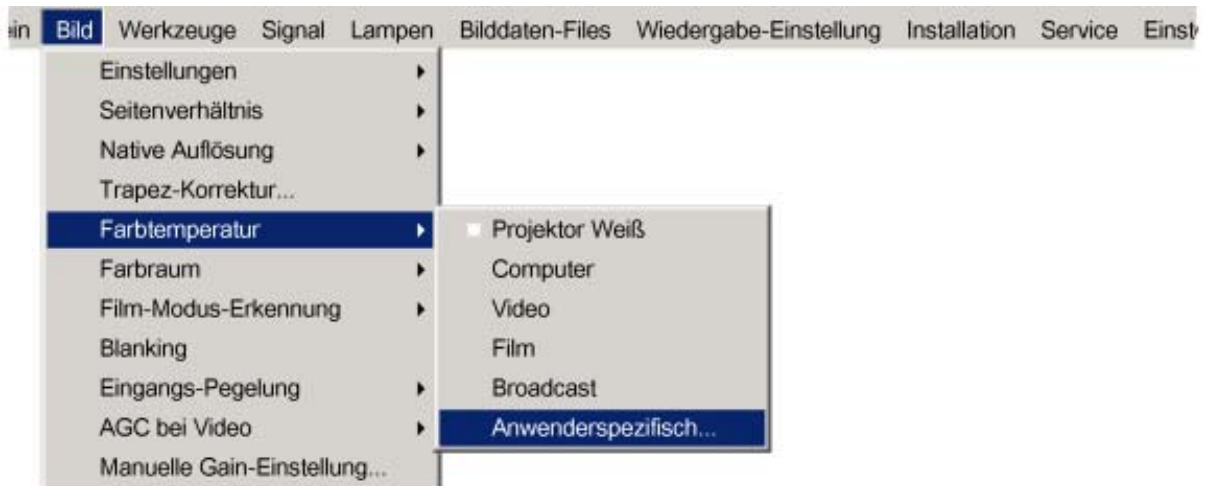 Bild Werkzeuge Signal Lampen Bilddaten-Files Wiedergabe-Einstellung Installation Service
Einstellungen
Seitenverhältnis
Native Auflösung
Trapez-Korrektur...
Farbtemperatur
Farbraum
Film-Modus-Erkennung
Blanking
Eingangs-Pegelung
AGC bei Video
Manuelle Gain-Einstellung...
Projektor Weiß
Computer
Video
Film
Broadcast
Anwenderspezifisch...